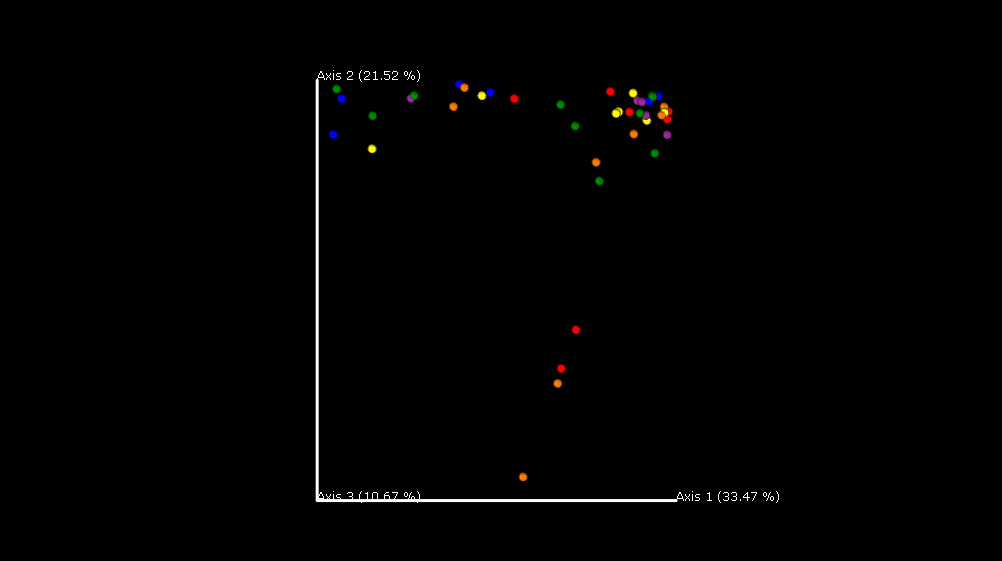 Axis 2 (21.52 %)
Axis 3 (10.67 %)
Axis 1 (33.47 %)